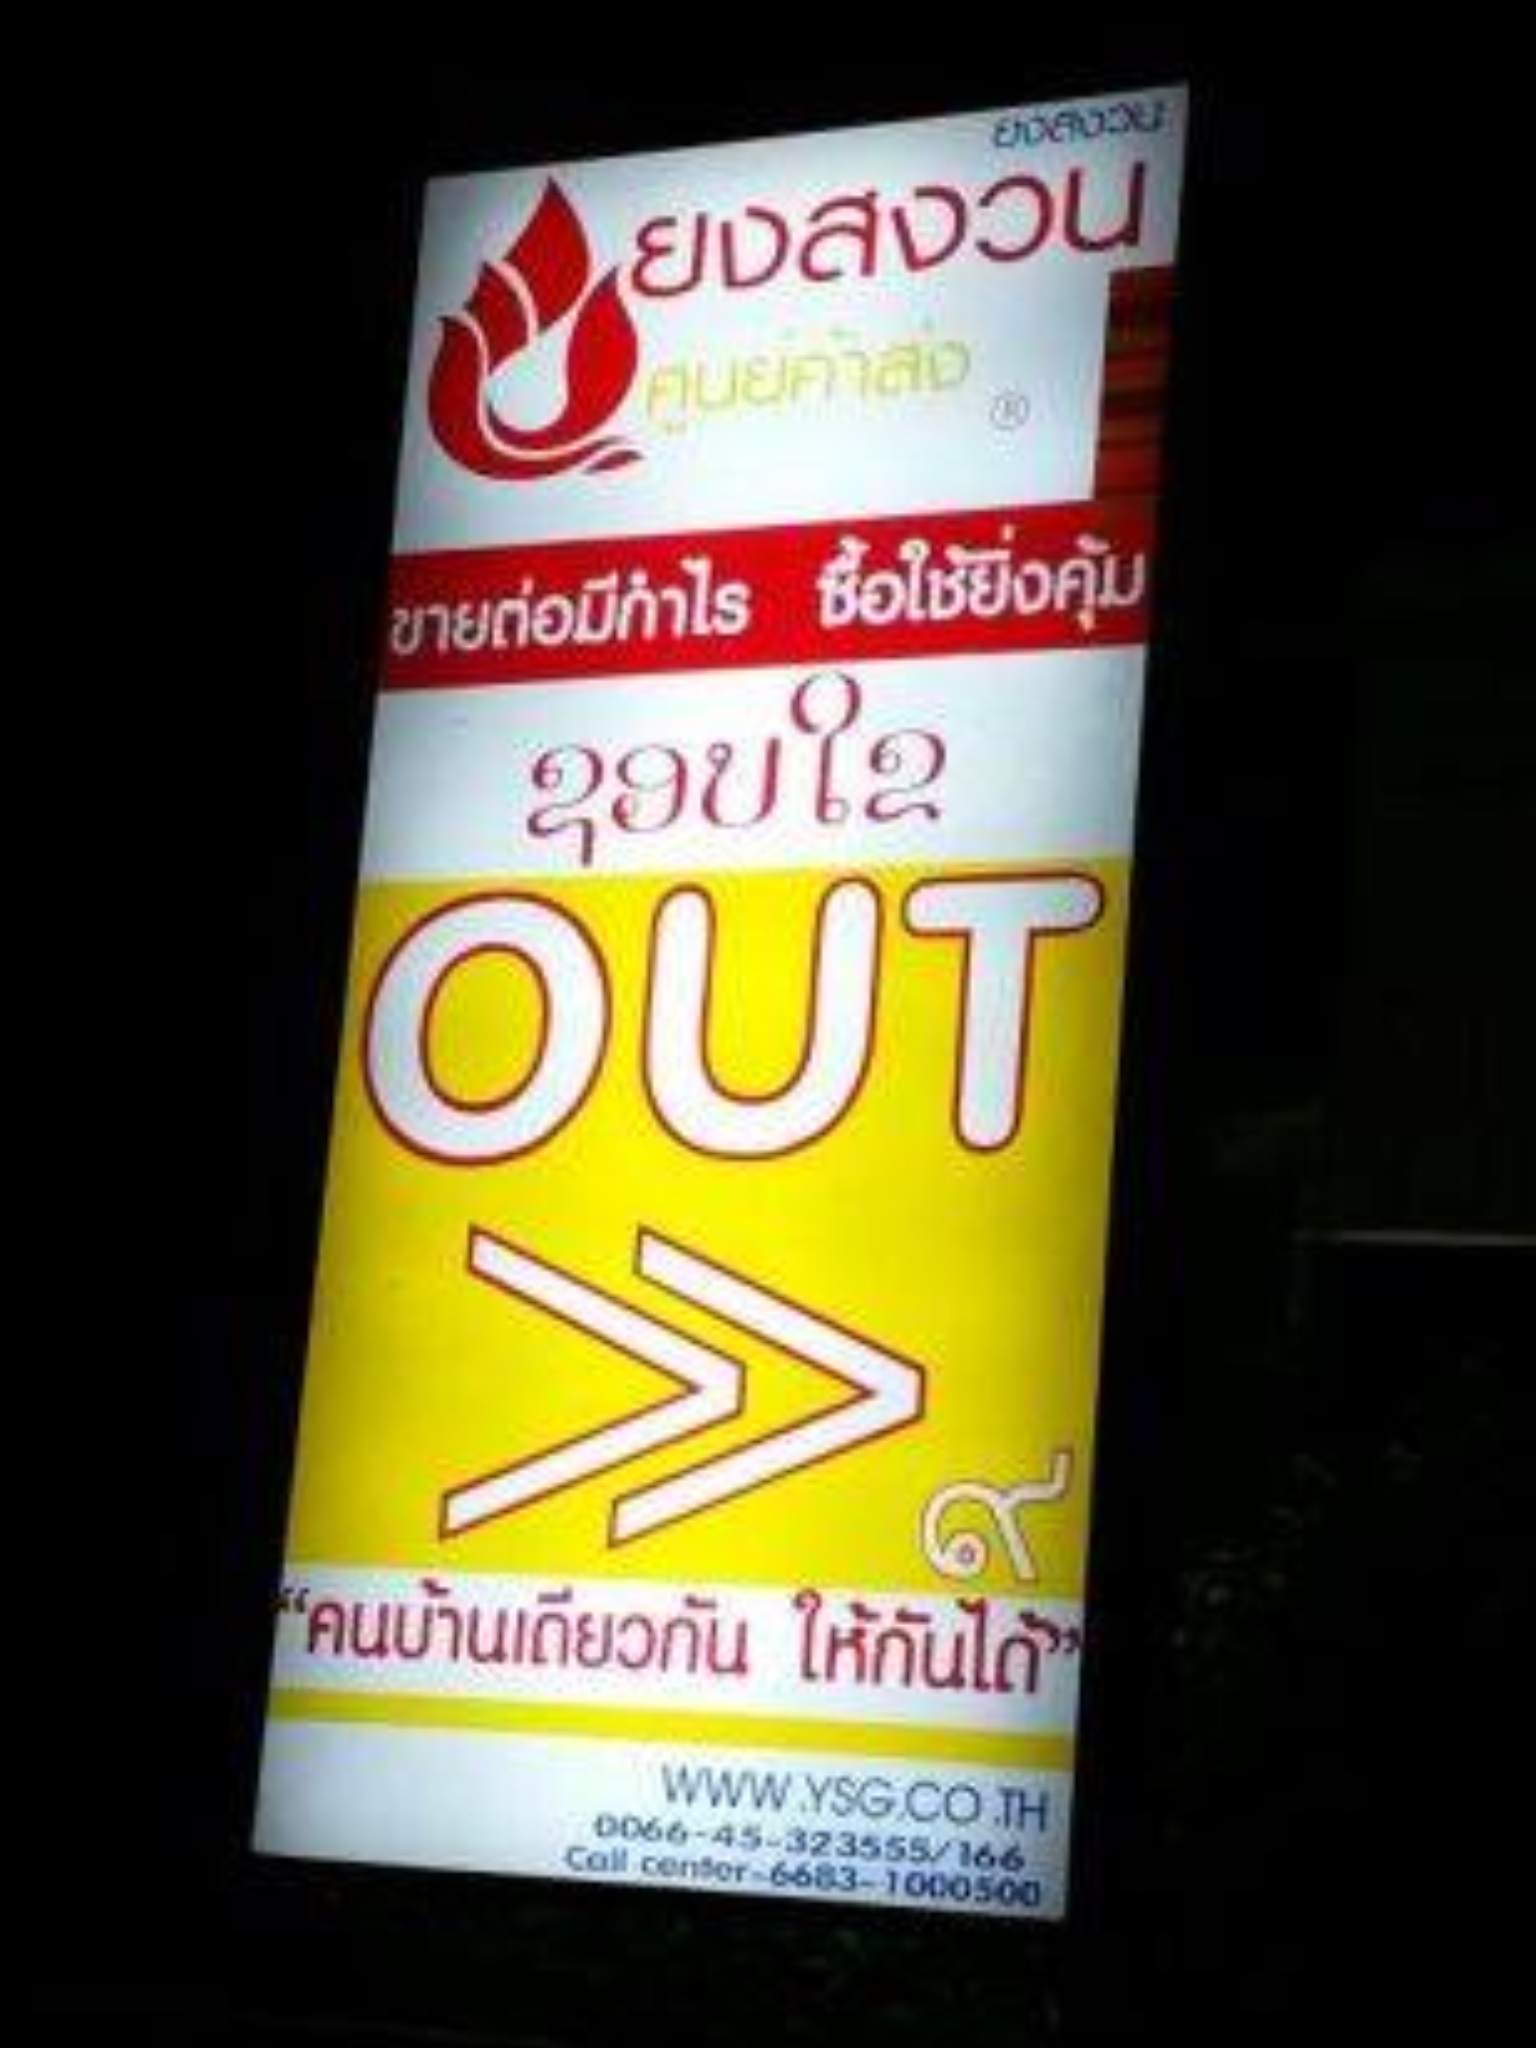 ยงสงวน
ยงสงวน
ศูนย์ค้าส่ง
®
ขายต่อมีกำไร ซื้อใช้ยิ่งคุ้ม
ຊອບໃຈ
OUT
>>
๙
“คนบ้านเดียวกัน ให้กันได้”
WWW.YSG.CO.TH
0066-45-323555/166
Call center-6683-1000500